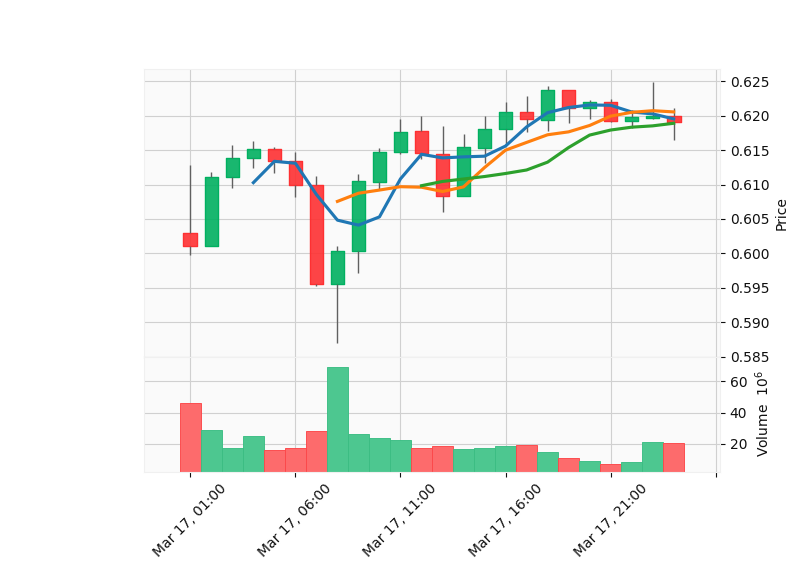 0.625
0.620
0.615
0.610
0.605
0.600
0.595
0.590
0.585
Price
60
40
20
Volume 10^6
Mar 17, 01:00
Mar 17, 06:00
Mar 17, 11:00
Mar 17, 16:00
Mar 17, 21:00